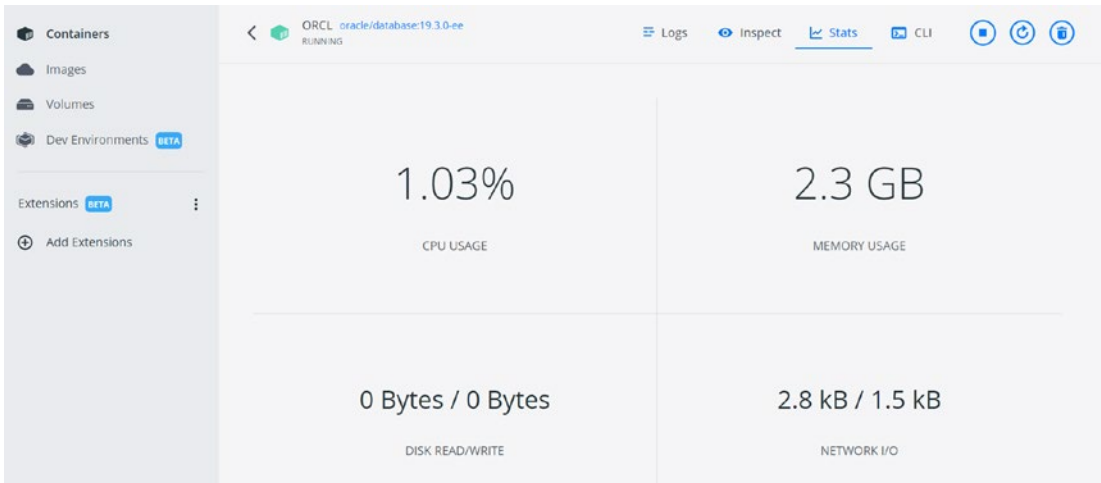 Containers
Images
Volumes
Dev Environments BETA
Extensions BETA
Add Extensions
ORCL oracle/database:19.3.0-ee
RUNNING
Logs Inspect Stats CLI
1.03%
CPU USAGE
2.3 GB
MEMORY USAGE
0 Bytes / 0 Bytes
DISK READ/WRITE
2.8 kB / 1.5 kB
NETWORK I/O